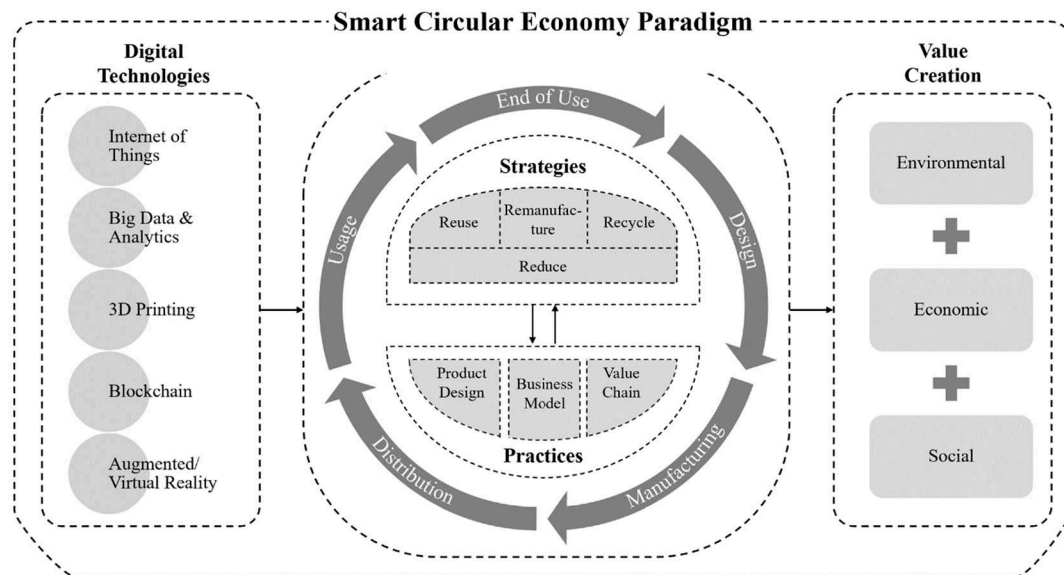 Smart Circular Economy Paradigm
Digital
Technologies
Internet of
Things
Big Data &
Analytics
3D Printing
Blockchain
Augmented/
Virtual Reality
End of Use
Design
Manufacturing
Distribution
Usage
Strategies
Reuse
Remanufac-
ture
Recycle
Reduce
Product
Design
Business
Model
Value
Chain
Practices
Value
Creation
Environmental
Economic
Social